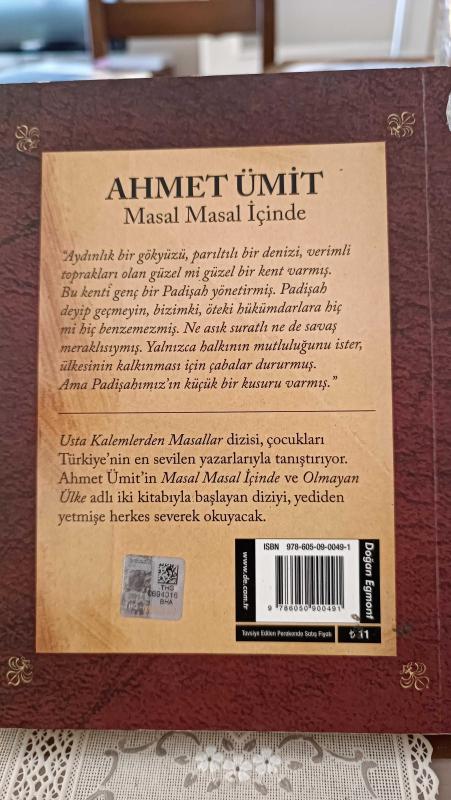 AHMET ÜMİT
Masal Masal İçinde
"Aydınlık bir gökyüzü, parıltılı bir denizi, verimli
toprakları olan güzel mi güzel bir kent varmış.
Bu kenti genç bir Padişah yönetirmiş. Padişah
deyip geçmeyin, bizimki, öteki hükümdarlara hiç
mi hiç benzemezmiş. Ne asık suratlı ne de savaş
meraklısıymış. Yalnızca halkının mutluluğunu ister,
ülkesinin kalkınması için çabalar dururmuş.
Ama Padişahımız'ın küçük bir kusuru varmış."
Usta Kalemlerden Masallar dizisi, çocukları
Türkiye'nin en sevilen yazarlarıyla tanıştırıyor.
Ahmet Ümit'in Masal Masal İçinde ve Olmayan
Ülke adlı iki kitabıyla başlayan diziyi, yediden
yetmişe herkes severek okuyacak.
THG
0694016
BHA
www.de.com.tr
ISBN 978-605-09-0049-1
9 786050 900491
Doğan Egmont
Tavsiye Edilen Perakende Satış Fiyatı
₺ 11